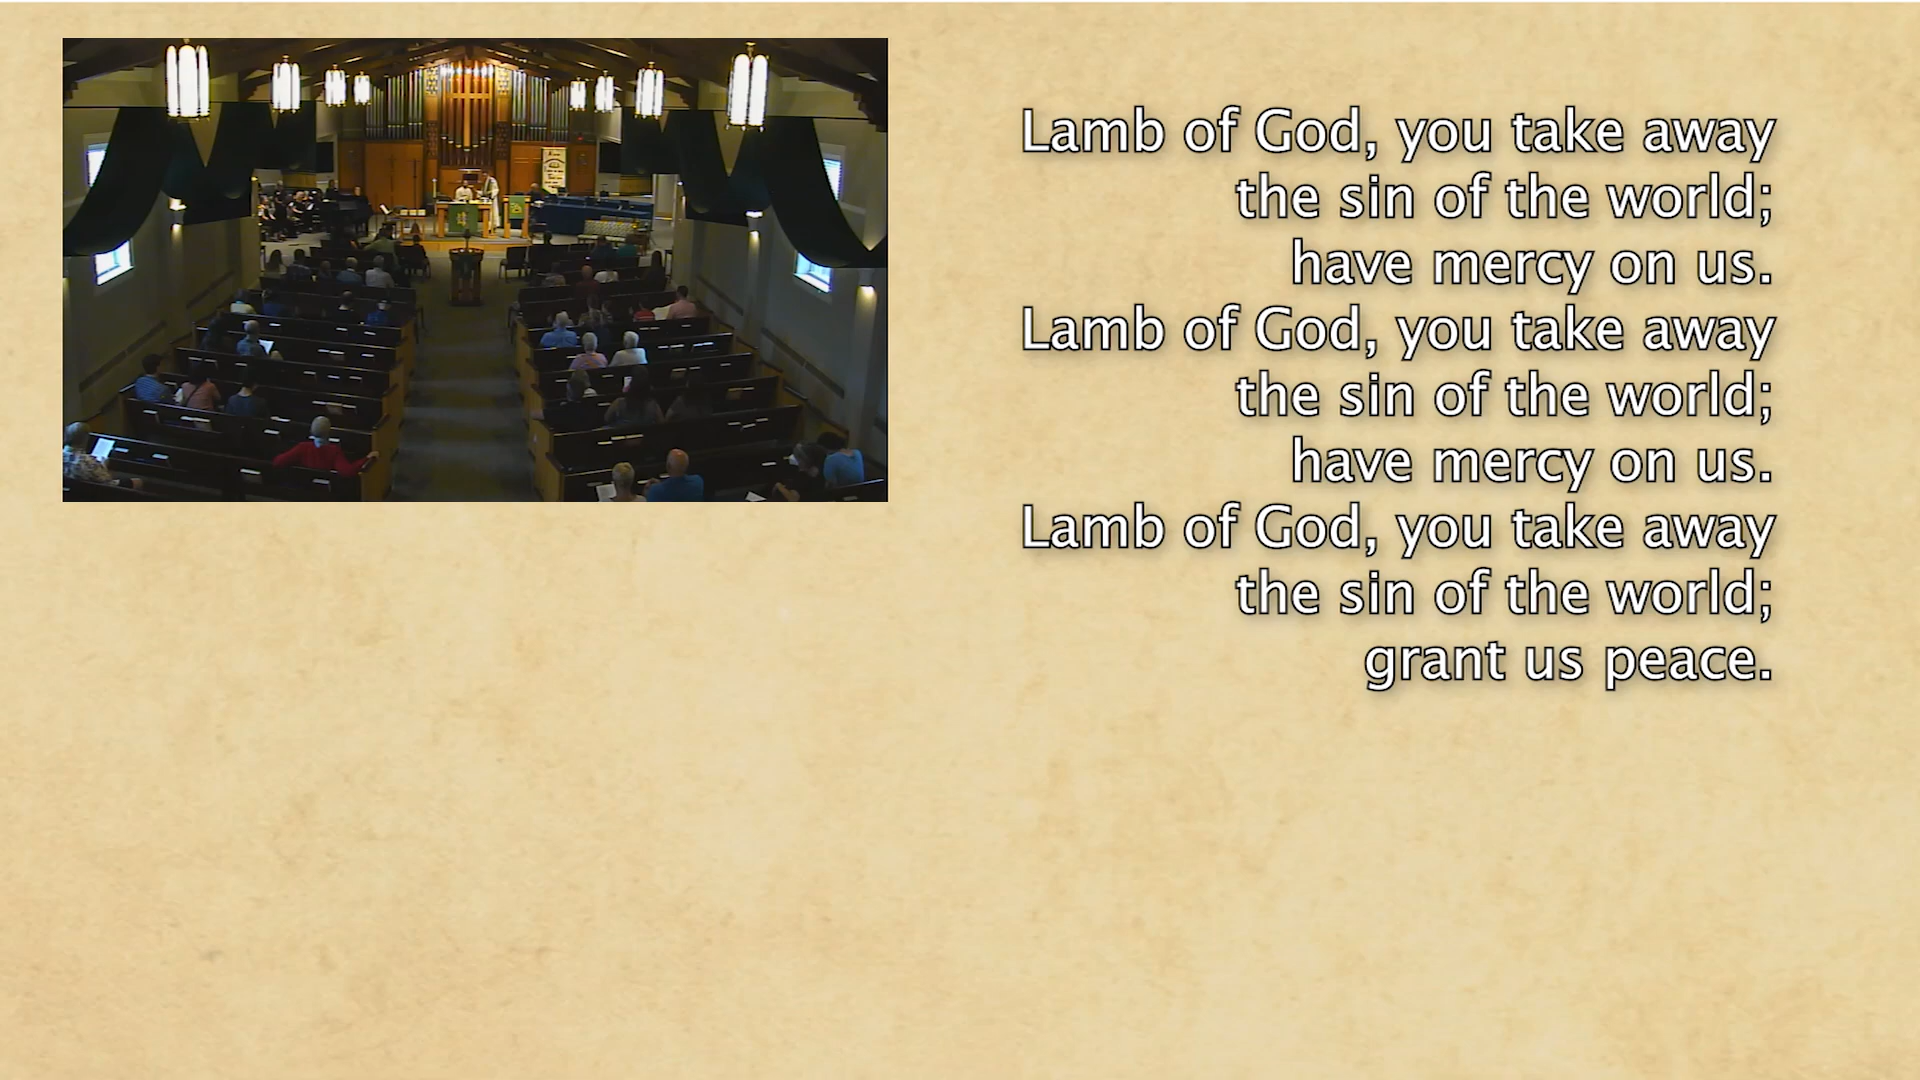 Lamb of God, you take away
the sin of the world;
have mercy on us.
Lamb of God, you take away
the sin of the world;
have mercy on us.
Lamb of God, you take away
the sin of the world;
grant us peace.